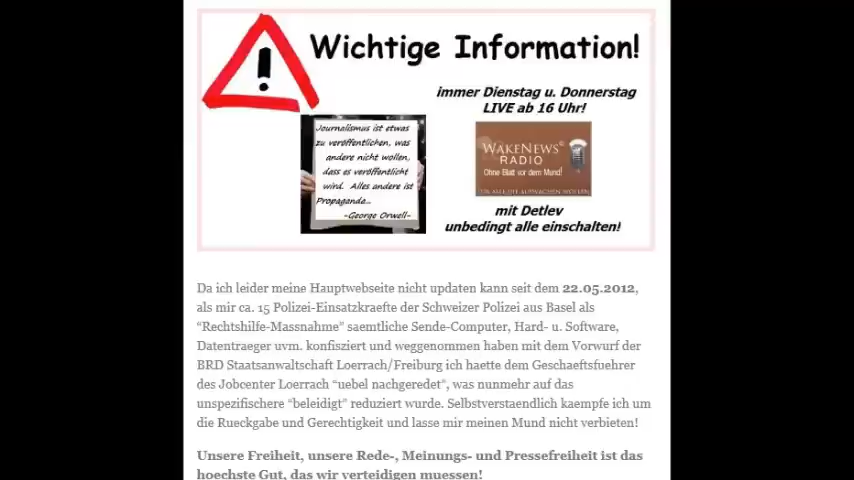 Wichtige Information!
immer Dienstag u. Donnerstag
LIVE ab 16 Uhr!
Journalismus ist etwas
zu veröffentlichen, was
andere nicht wollen,
dass es veröffentlicht
wird. Alles andere ist
Propaganda...
-George Orwell-
WAKENEWS
RADIO
Ohne Blatt vor dem Mund!
mit Detlev
unbedingt alle einschalten!
Da ich leider meine Hauptwebseite nicht updaten kann seit dem 22.05.2012,
als mir ca. 15 Polizei-Einsatzkraefte der Schweizer Polizei aus Basel als
“Rechtshilfe-Massnahme” saemtliche Sende-Computer, Hard- u. Software,
Datentraeger uvm. konfisziert und weggenommen haben mit dem Vorwurf der
BRD Staatsanwaltschaft Loerrach/Freiburg ich haette dem Geschaeftsfuehrer
des Jobcenter Loerrach “uebel nachgeredet”, was nunmehr auf das
unspezifischere “beleidigt” reduziert wurde. Selbstverstaendlich kaempfe ich um
die Rueckgabe und Gerechtigkeit und lasse mir meinen Mund nicht verbieten!
Unsere Freiheit, unsere Rede-, Meinungs- und Pressefreiheit ist das
hoechste Gut, das wir verteidigen muessen!